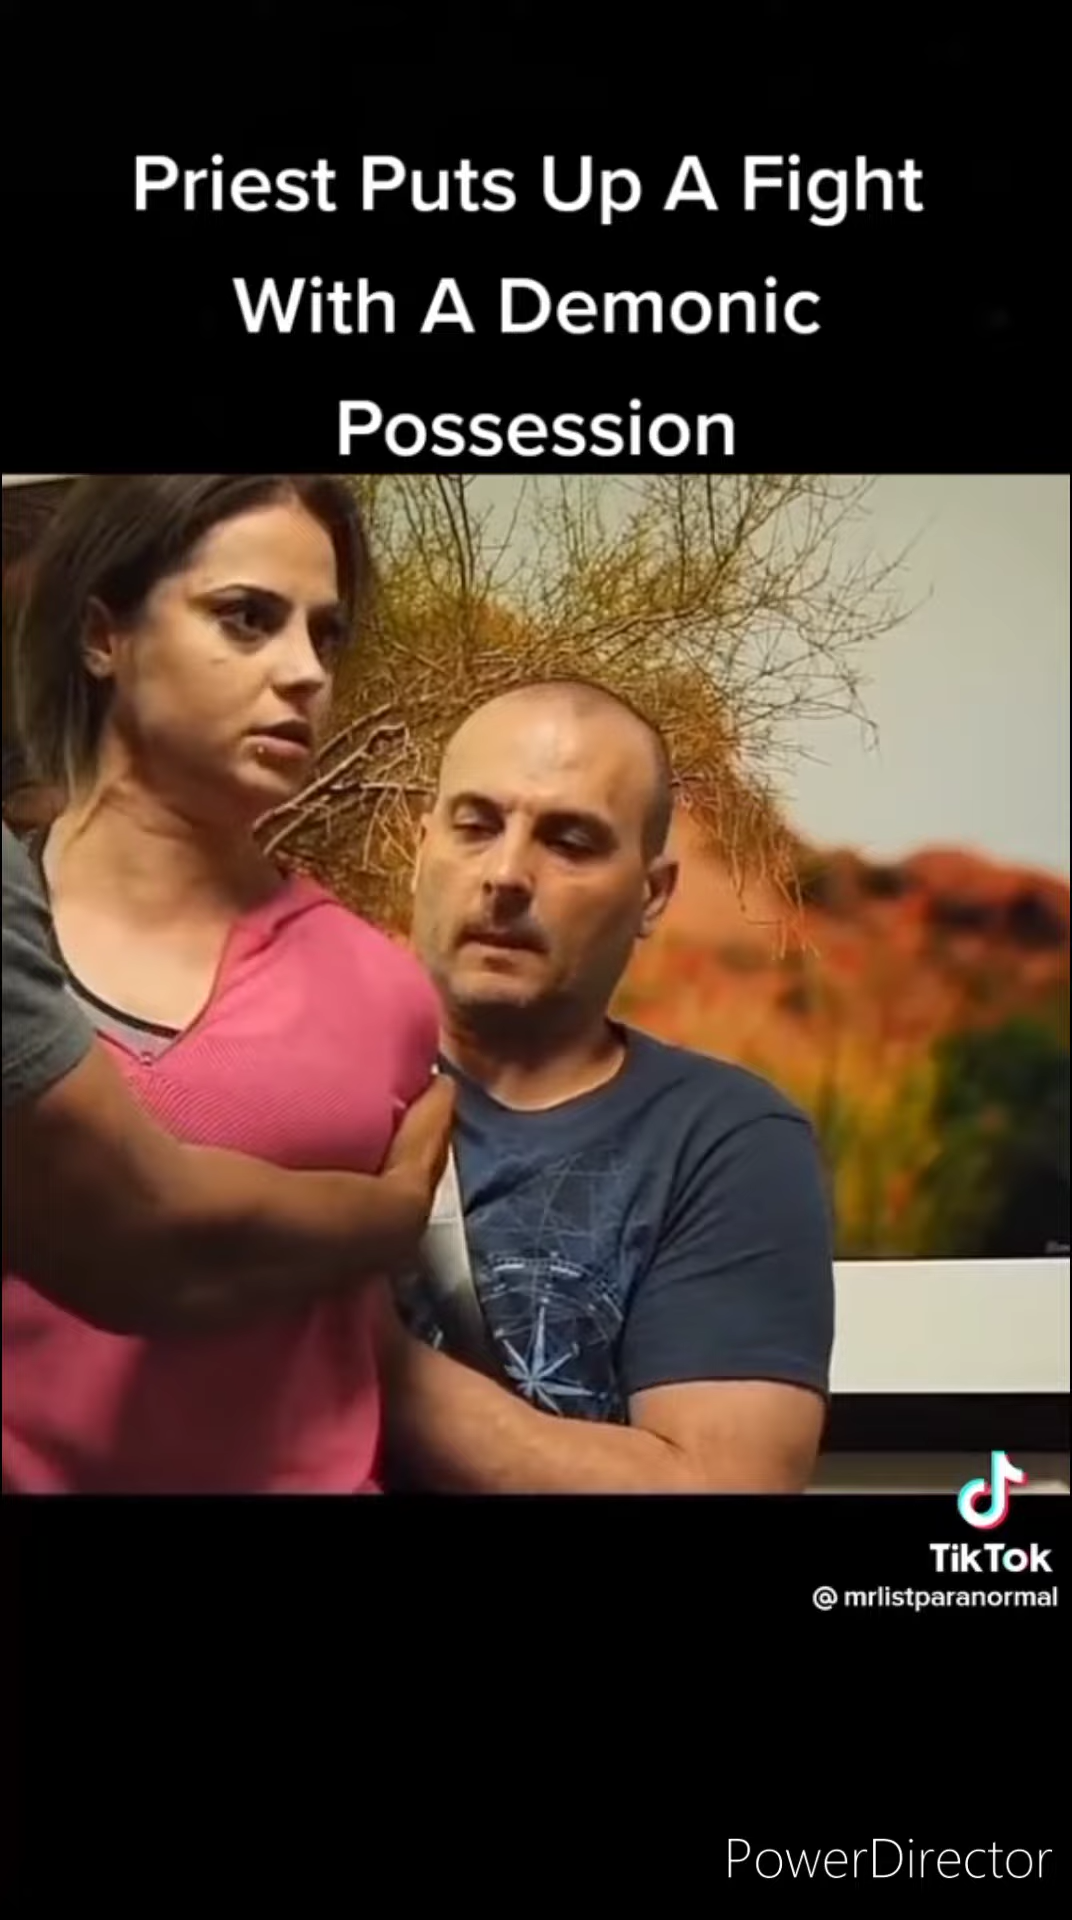 Priest Puts Up A Fight
With A Demonic
Possession
TikTok
@ mrlistparanormal
PowerDirector